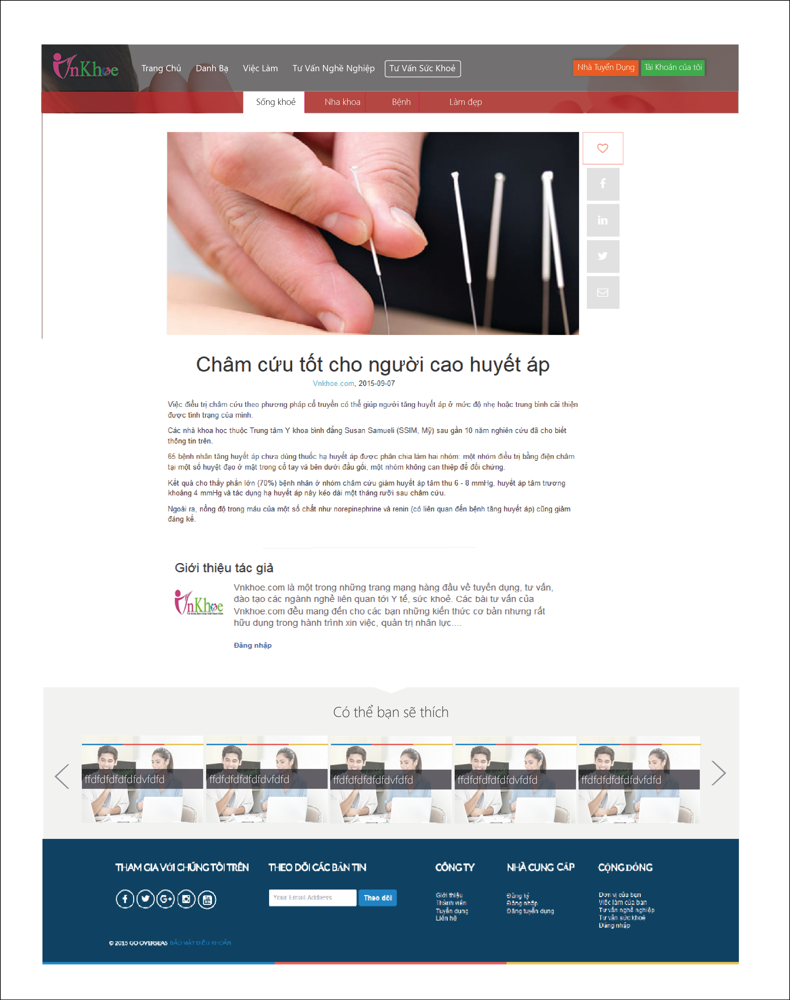 VnKhoe
Trang Chủ
Danh Bạ
Việc Làm
Tư Vấn Nghề Nghiệp
Tư Vấn Sức Khoẻ
Nhà Tuyển Dụng
Tài Khoản của tôi
Sống khoẻ
Nha khoa
Bệnh
Làm đẹp
Châm cứu tốt cho người cao huyết áp
Vnkhoe.com, 2015-09-07
Việc điều trị châm cứu theo phương pháp cổ truyền có thể giúp người tăng huyết áp ở mức độ nhẹ hoặc trung bình cải thiện
được tình trạng của mình.
Các nhà khoa học thuộc Trung tâm Y khoa bình đẳng Susan Samueli (SSIM, Mỹ) sau gần 10 năm nghiên cứu đã cho biết
thông tin trên.
65 bệnh nhân tăng huyết áp chưa dùng thuốc hạ huyết áp được phân chia làm hai nhóm: một nhóm điều trị bằng điện châm
tại một số huyệt đạo ở mặt trong cổ tay và bên dưới đầu gối, một nhóm không can thiệp để đối chứng.
Kết quả cho thấy phần lớn (70%) bệnh nhân ở nhóm châm cứu giảm huyết áp tâm thu 6 - 8 mmHg, huyết áp tâm trương
khoảng 4 mmHg và tác dụng hạ huyết áp này kéo dài một tháng rưỡi sau châm cứu.
Ngoài ra, nồng độ trong máu của một số chất như norepinephrine và renin (có liên quan đến bệnh tăng huyết áp) cũng giảm
đáng kể.
Giới thiệu tác giả
VnKhoe
Vnkhoe.com là một trong những trang mạng hàng đầu về tuyển dụng, tư vấn,
đào tạo các ngành nghề liên quan tới Y tế, sức khoẻ. Các bài tư vấn của
Vnkhoe.com đều mang đến cho các bạn những kiến thức cơ bản nhưng rất
hữu dụng trong hành trình xin việc, quản trị nhân lực....
Đăng nhập
Có thể bạn sẽ thích
ffdfdfdfdfdfdvfdfd
ffdfdfdfdfdfdvfdfd
ffdfdfdfdfdfdvfdfd
ffdfdfdfdfdfdvfdfd
ffdfdfdfdfdfdvfdfd
THAM GIA VỚI CHÚNG TÔI TRÊN
THEO DÕI CÁC BẢN TIN
Your Email Address
Theo dõi
CÔNG TY
Giới thiệu
Thành viên
Tuyển dụng
Liên hệ
NHÀ CUNG CẤP
Đăng ký
Đăng nhập
Đăng tuyển dụng
CỘNG ĐỒNG
Đơn vị của bạn
Việc làm của bạn
Tư vấn nghề nghiệp
Tư vấn sức khoẻ
Đăng nhập
© 2015 GO OVERSEAS BẢO MẬT ĐIỀU KHOẢN